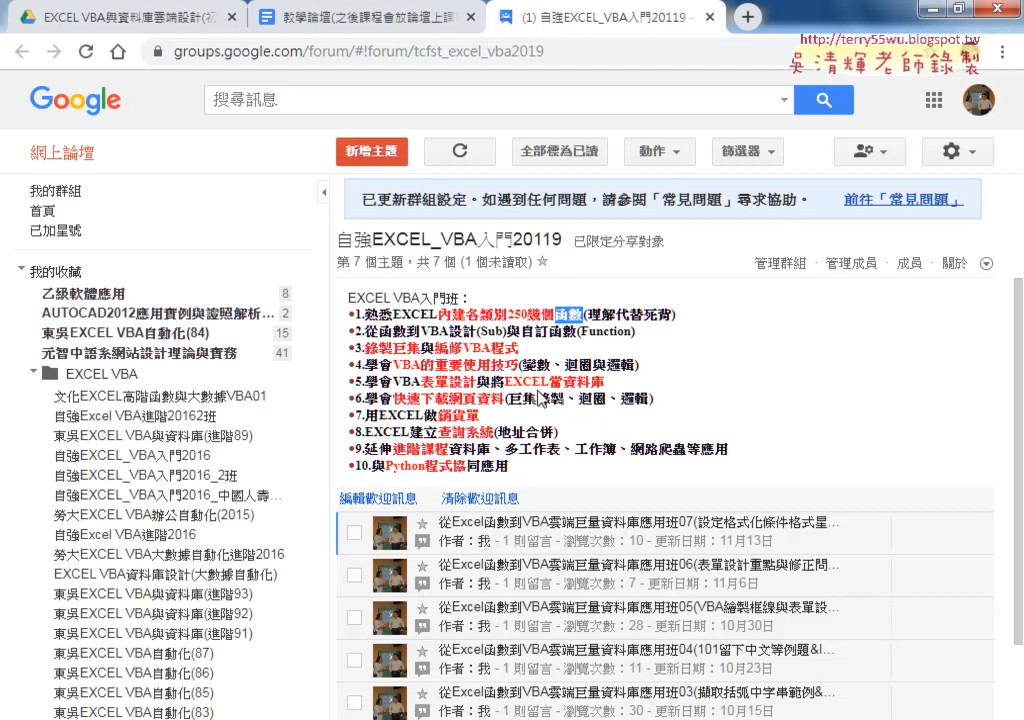 EXCEL VBA與資料庫雲端設計(初
教學論壇(之後課程會放論壇上課
(1) 自強EXCEL_VBA入門20119 -
groups.google.com/forum/#!forum/tcfst_excel_vba2019
http://terry55wu.blogspot.tw
吳清輝老師錄製
Google
搜尋訊息
網上論壇
新增主題
全部標為已讀
動作
篩選器
我的群組
首頁
已加星號
我的收藏
乙級軟體應用 8
AUTOCAD2012應用實例與證照解析... 2
東吳EXCEL VBA自動化(84) 15
元智中語系網站設計理論與實務 41
EXCEL VBA
文化EXCEL高階函數與大數據VBA01
自強Excel VBA進階20162班
東吳EXCEL VBA與資料庫(進階89)
自強EXCEL_VBA入門2016
自強EXCEL_VBA入門2016_2班
自強EXCEL_VBA入門2016_中國人壽...
勞大EXCEL VBA辦公自動化(2015)
自強Excel VBA進階2016
勞大EXCEL VBA大數據自動化進階2016
EXCEL VBA資料庫設計(大數據自動化)
東吳EXCEL VBA與資料庫(進階93)
東吳EXCEL VBA與資料庫(進階92)
東吳EXCEL VBA與資料庫(進階91)
東吳EXCEL VBA自動化(87)
東吳EXCEL VBA自動化(86)
東吳EXCEL VBA自動化(85)
東吳EXCEL VBA自動化(83)
已更新群組設定。如遇到任何問題，請參閱「常見問題」尋求協助。 前往「常見問題」
自強EXCEL_VBA入門20119 已限定分享對象
第 7 個主題，共 7 個 (1 個未讀取)
管理群組 · 管理成員 · 成員 · 關於
EXCEL VBA入門班：
●1.熟悉EXCEL內建各類別250幾個函數(理解代替死背)
●2.從函數到VBA設計(Sub)與自訂函數(Function)
●3.錄製巨集與編修VBA程式
●4.學會VBA的重要使用技巧(變數、迴圈與邏輯)
●5.學會VBA表單設計與將EXCEL當資料庫
●6.學會快速下載網頁資料(巨集錄製、迴圈、邏輯)
●7.用EXCEL做銷貨單
●8.EXCEL建立查詢系統(地址合併)
●9.延伸進階課程資料庫、多工作表、工作簿、網路爬蟲等應用
●10.與Python程式協同應用
編輯歡迎訊息 清除歡迎訊息
從Excel函數到VBA雲端巨量資料庫應用班07(設定格式化條件格式星...
作者：我 - 1 則留言 - 瀏覽次數：10 - 更新日期：11月13日
從Excel函數到VBA雲端巨量資料庫應用班06(表單設計重點與修正問...
作者：我 - 1 則留言 - 瀏覽次數：7 - 更新日期：11月6日
從Excel函數到VBA雲端巨量資料庫應用班05(VBA繪製框線與表單設...
作者：我 - 1 則留言 - 瀏覽次數：28 - 更新日期：10月30日
從Excel函數到VBA雲端巨量資料庫應用班04(101留下中文等例題&I...
作者：我 - 1 則留言 - 瀏覽次數：11 - 更新日期：10月23日
從Excel函數到VBA雲端巨量資料庫應用班03(擷取括弧中字串範例&...
作者：我 - 1 則留言 - 瀏覽次數：30 - 更新日期：10月15日